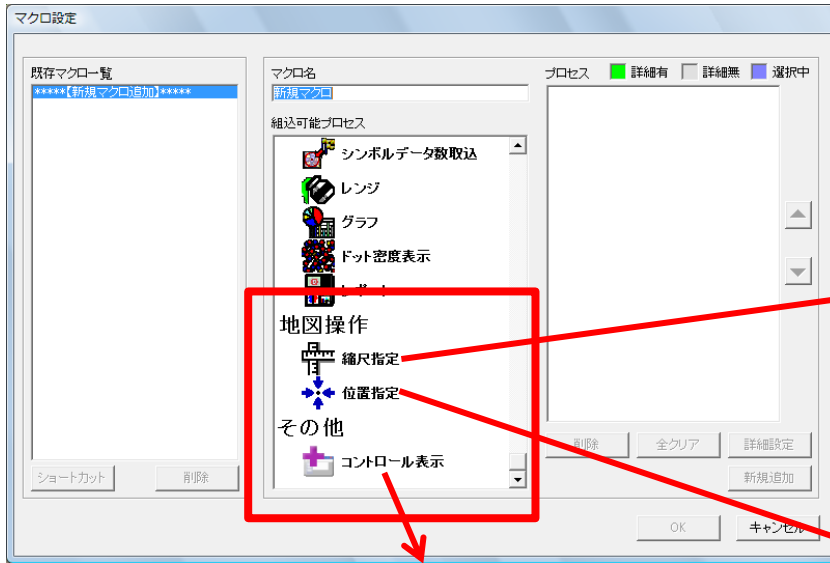 マクロ設定
既存マクロ一覧
*****【新規マクロ追加】*****
ショートカット
削除
マクロ名
新規マクロ
組込可能プロセス
シンボルデータ数取込
レンジ
グラフ
ドット密度表示
地図操作
縮尺指定
位置指定
その他
コントロール表示
プロセス
詳細有
詳細無
選択中
削除
全クリア
詳細設定
新規追加
OK
キャンセル